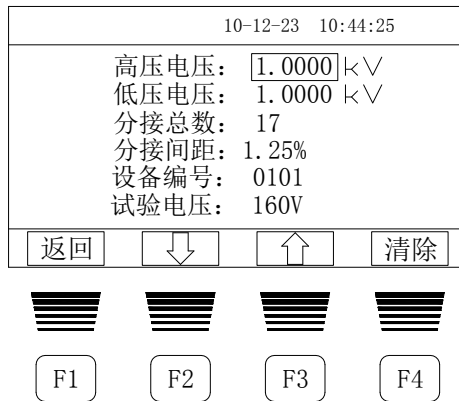 10-12-23 10:44:25
高压电压: 1.0000 kV
低压电压: 1.0000 kV
分接总数: 17
分接间距: 1.25%
设备编号: 0101
试验电压: 160V
返回 清除
F1 F2 F3 F4